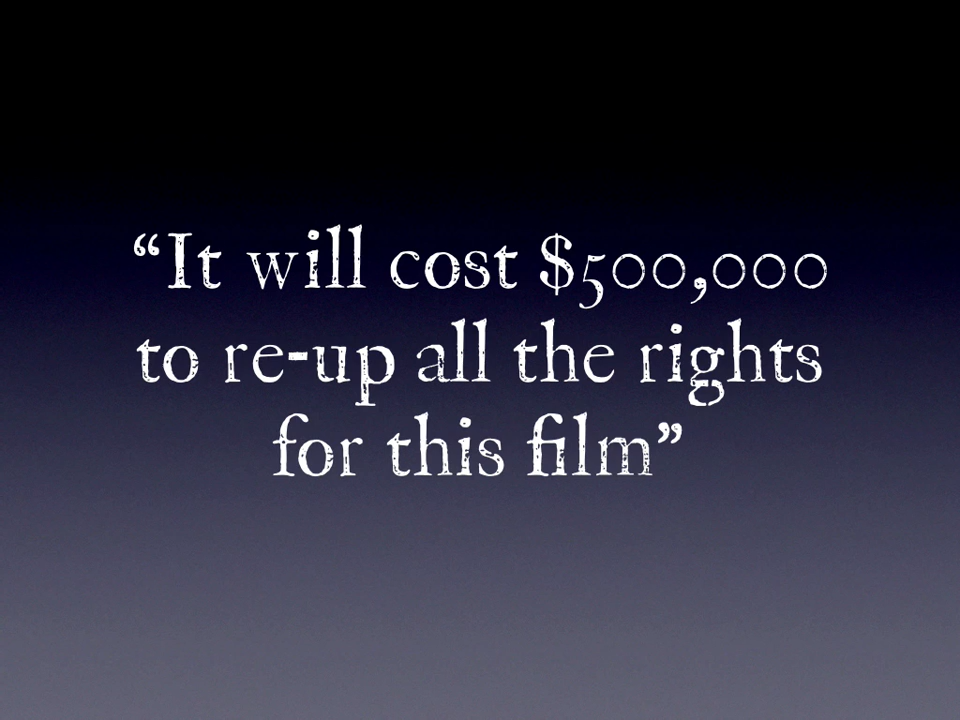 “It will cost $500,000
to re-up all the rights
for this film”